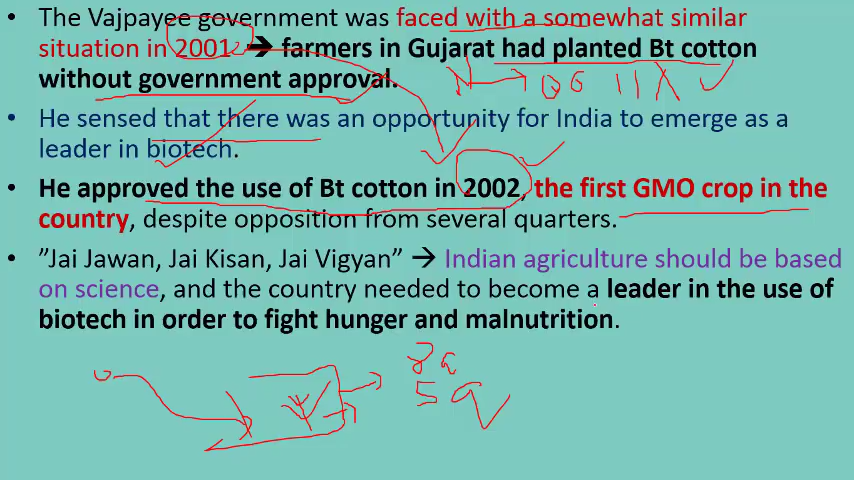 • The Vajpayee government was faced with a somewhat similar
situation in 2001 ➔ farmers in Gujarat had planted Bt cotton
without government approval.
• He sensed that there was an opportunity for India to emerge as a
leader in biotech.
• He approved the use of Bt cotton in 2002, the first GMO crop in the
country, despite opposition from several quarters.
• ”Jai Jawan, Jai Kisan, Jai Vigyan” ➔ Indian agriculture should be based
on science, and the country needed to become a leader in the use of
biotech in order to fight hunger and malnutrition.
5 q